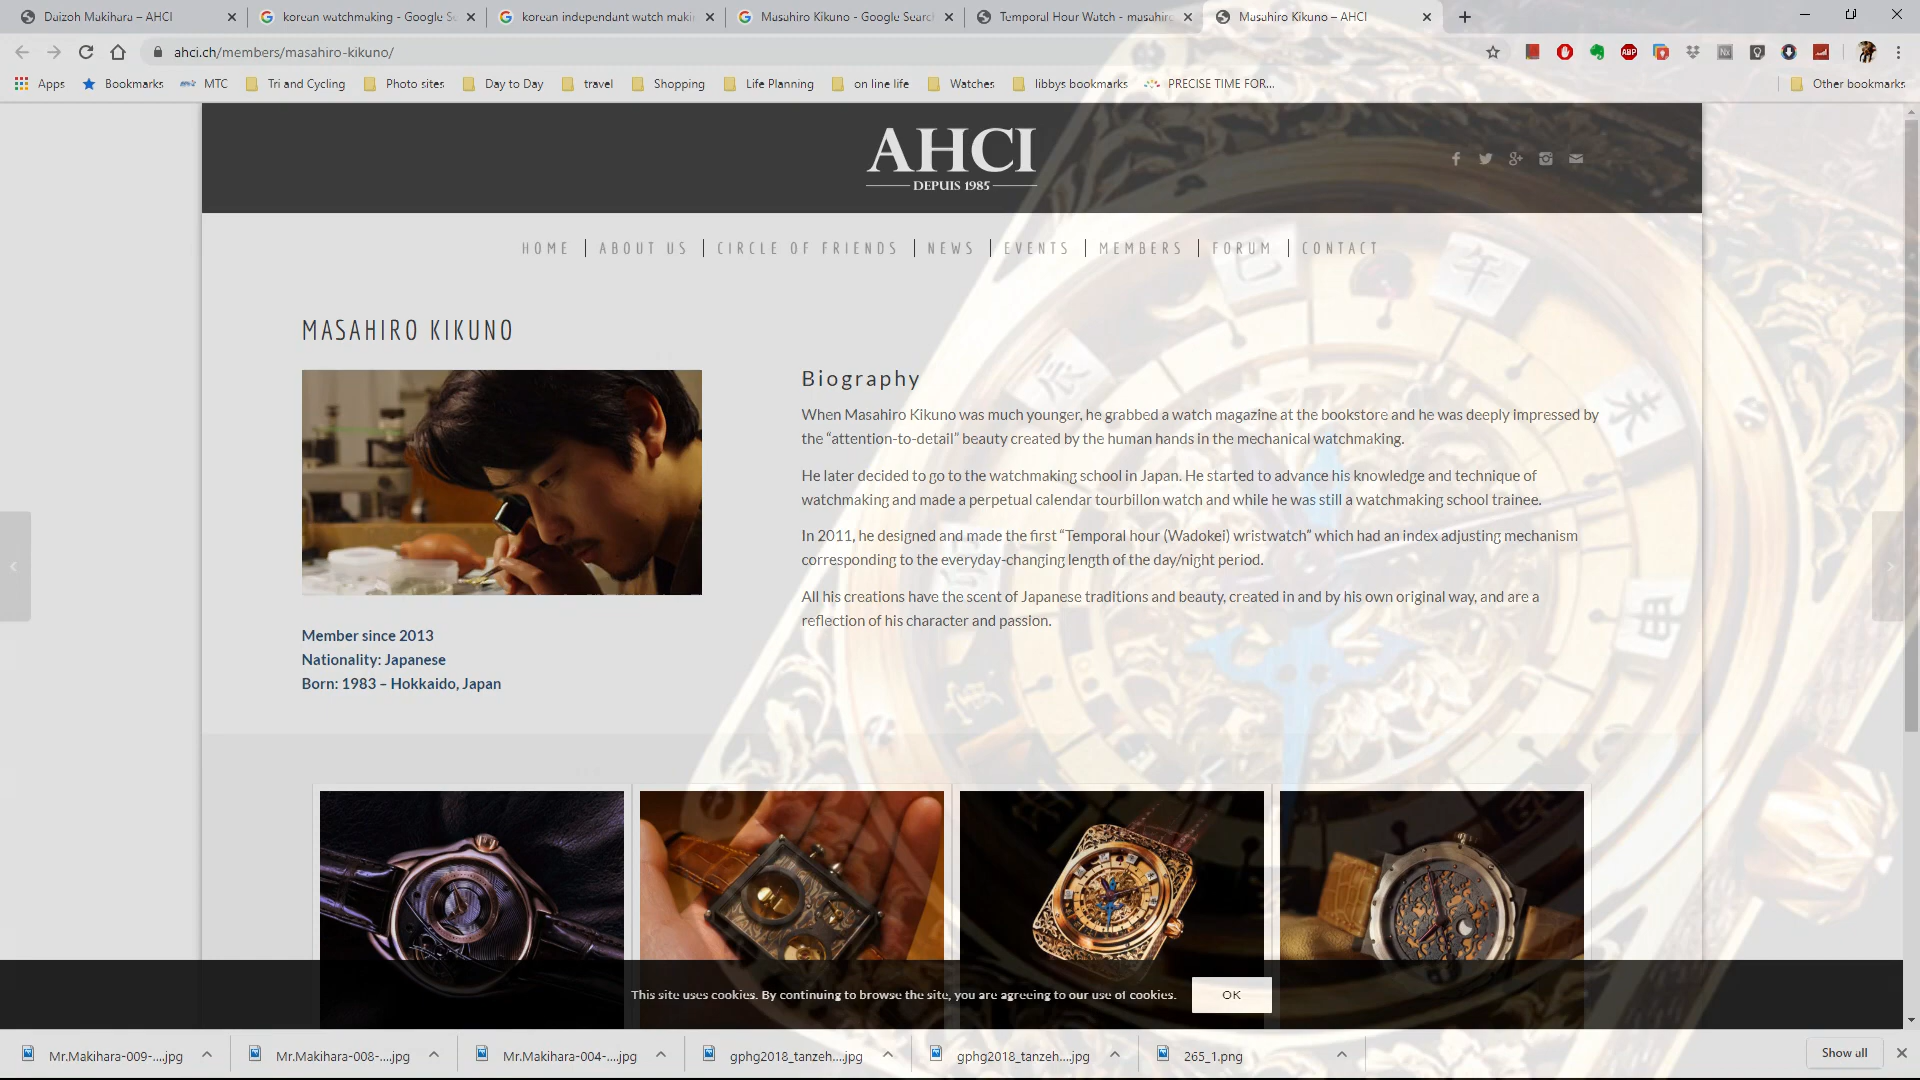 Daizoh Makihara – AHCI
korean watchmaking - Google Se
korean independant watch maki
Masahiro Kikuno - Google Search
Temporal Hour Watch - masahiro
Masahiro Kikuno – AHCI
ahci.ch/members/masahiro-kikuno/
Apps
Bookmarks
MTC
Tri and Cycling
Photo sites
Day to Day
travel
Shopping
Life Planning
on line life
Watches
libbys bookmarks
PRECISE TIME FOR...
Other bookmarks
AHCI
DEPUIS 1985
HOME
ABOUT US
CIRCLE OF FRIENDS
NEWS
EVENTS
MEMBERS
FORUM
CONTACT
巳
午
辰
未
申
MASAHIRO KIKUNO
Biography
When Masahiro Kikuno was much younger, he grabbed a watch magazine at the bookstore and he was deeply impressed by
the “attention-to-detail” beauty created by the human hands in the mechanical watchmaking.
He later decided to go to the watchmaking school in Japan. He started to advance his knowledge and technique of
watchmaking and made a perpetual calendar tourbillon watch and while he was still a watchmaking school trainee.
In 2011, he designed and made the first “Temporal hour (Wadokei) wristwatch” which had an index adjusting mechanism
corresponding to the everyday-changing length of the day/night period.
All his creations have the scent of Japanese traditions and beauty, created in and by his own original way, and are a
reflection of his character and passion.
Member since 2013
Nationality: Japanese
Born: 1983 – Hokkaido, Japan
This site uses cookies. By continuing to browse the site, you are agreeing to our use of cookies.
OK
Mr.Makihara-009-....jpg
Mr.Makihara-008-....jpg
Mr.Makihara-004-....jpg
gphg2018_tanzeh....jpg
gphg2018_tanzeh....jpg
265_1.png
Show all